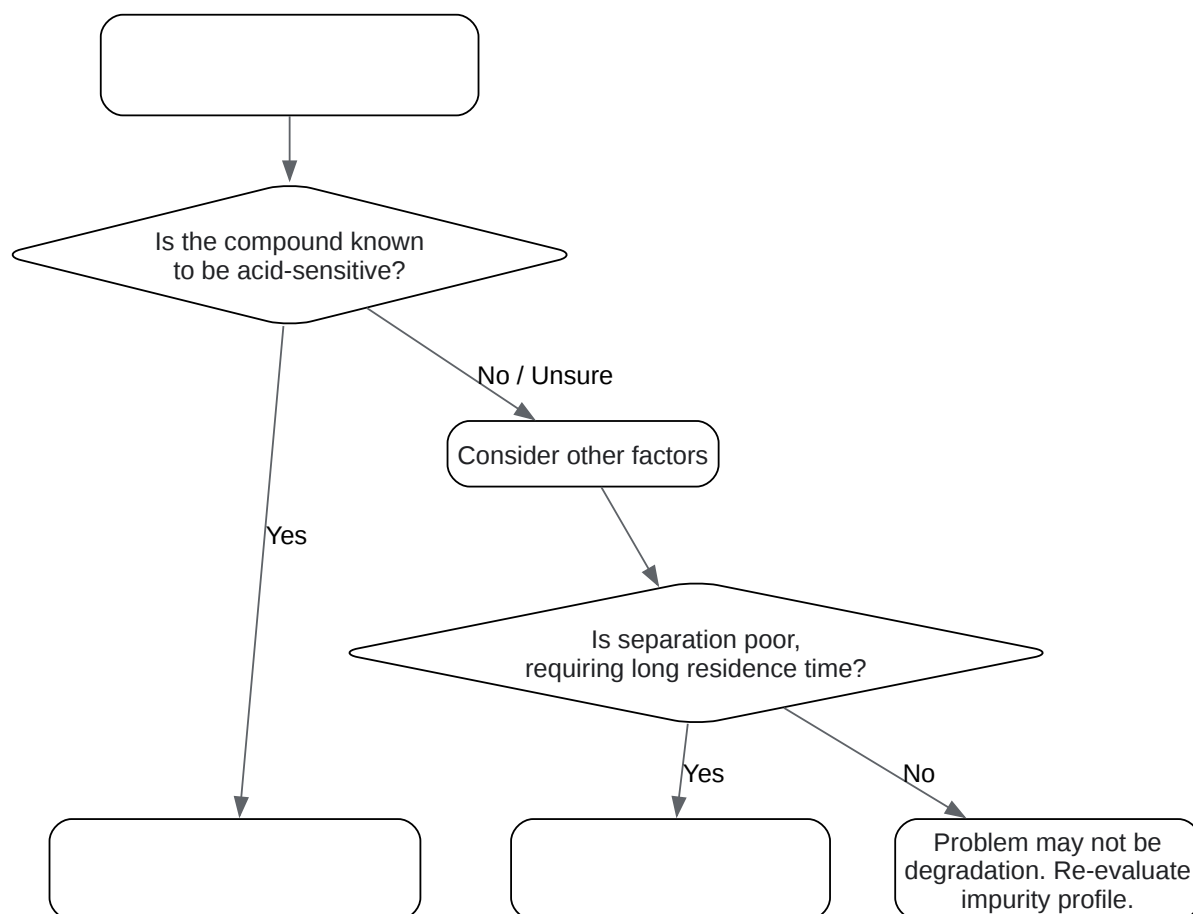 Is the compound known
to be acid-sensitive?
No / Unsure
Consider other factors
Yes
Is separation poor,
requiring long residence time?
Yes
No
Problem may not be
degradation. Re-evaluate
impurity profile.